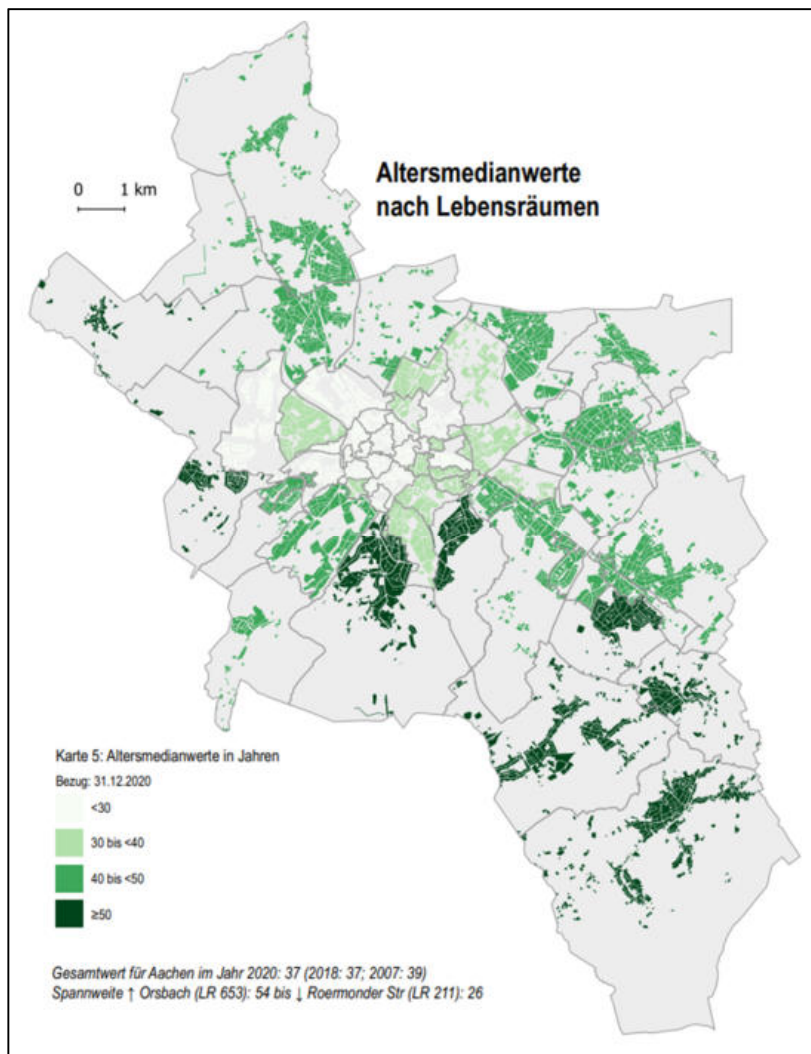 Altersmedianwerte
nach Lebensräumen
0 1 km
Karte 5: Altersmedianwerte in Jahren
Bezug: 31.12.2020
<30
30 bis <40
40 bis <50
≥50
Gesamtwert für Aachen im Jahr 2020: 37 (2018: 37; 2007: 39)
Spannweite ↑ Orsbach (LR 653): 54 bis ↓ Roermonder Str (LR 211): 26